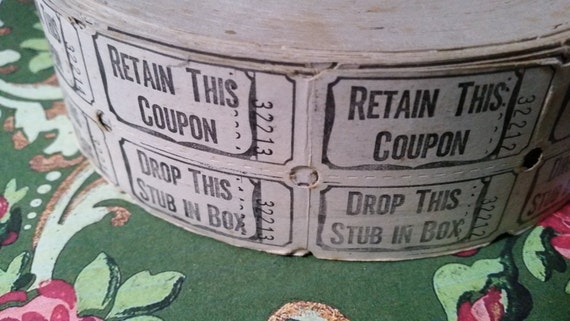 RETAIN THIS
COUPON
32213
RETAIN THIS
COUPON
32212
DROP THIS
STUB IN BOX
32213
DROP THIS
STUB IN BOX
32212